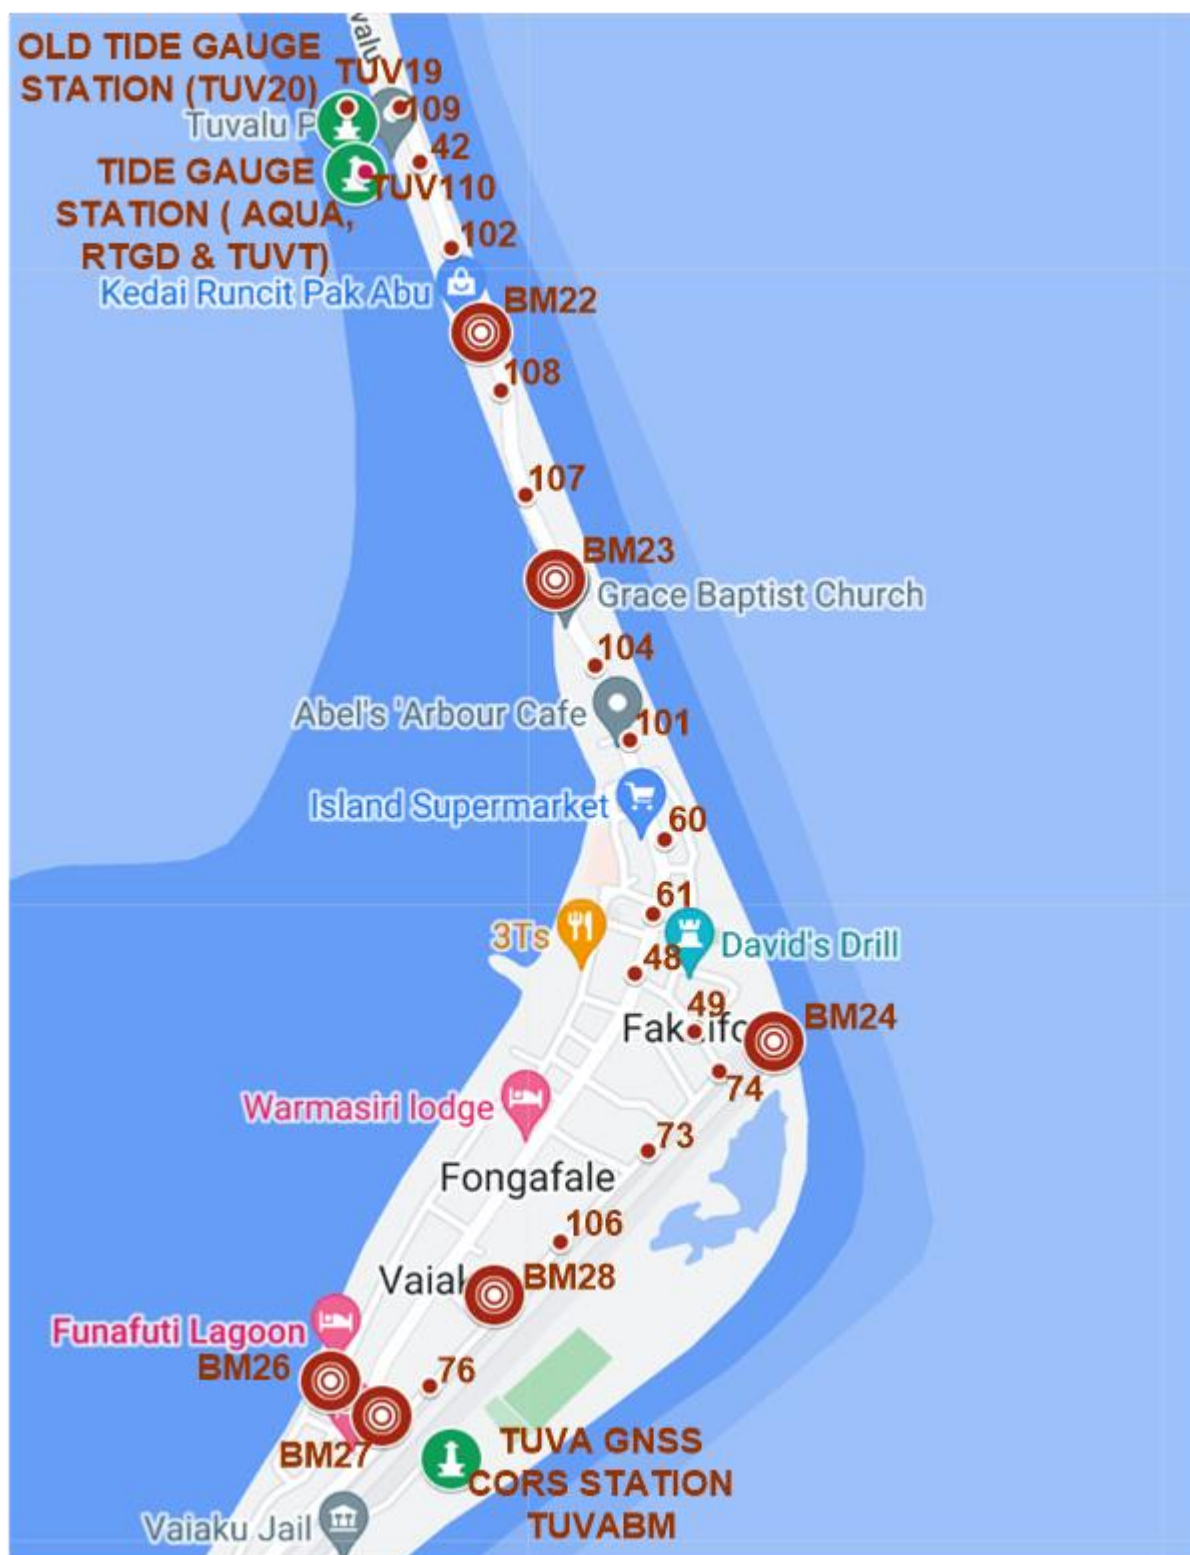 valu
OLD TIDE GAUGE
STATION (TUV20)
TUV19
109
Tuvalu P
42
TIDE GAUGE
STATION ( AQUA,
RTGD & TUVT)
TUV110
102
Kedai Runcit Pak Abu
BM22
108
107
BM23
Grace Baptist Church
104
Abel's 'Arbour Cafe
101
Island Supermarket
60
61
3Ts
David's Drill
48
49
BM24
74
Warmasiri lodge
73
Fongafale
106
Vaiak
BM28
Funafuti Lagoon
BM26
76
BM27
TUVA GNSS
CORS STATION
TUVABM
Vaiaku Jail